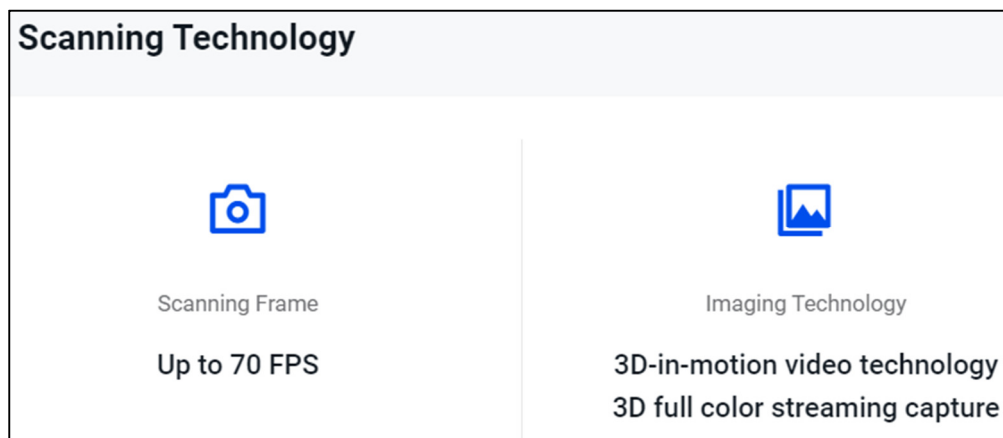 Scanning Technology
Scanning Frame
Up to 70 FPS
Imaging Technology
3D-in-motion video technology
3D full color streaming capture